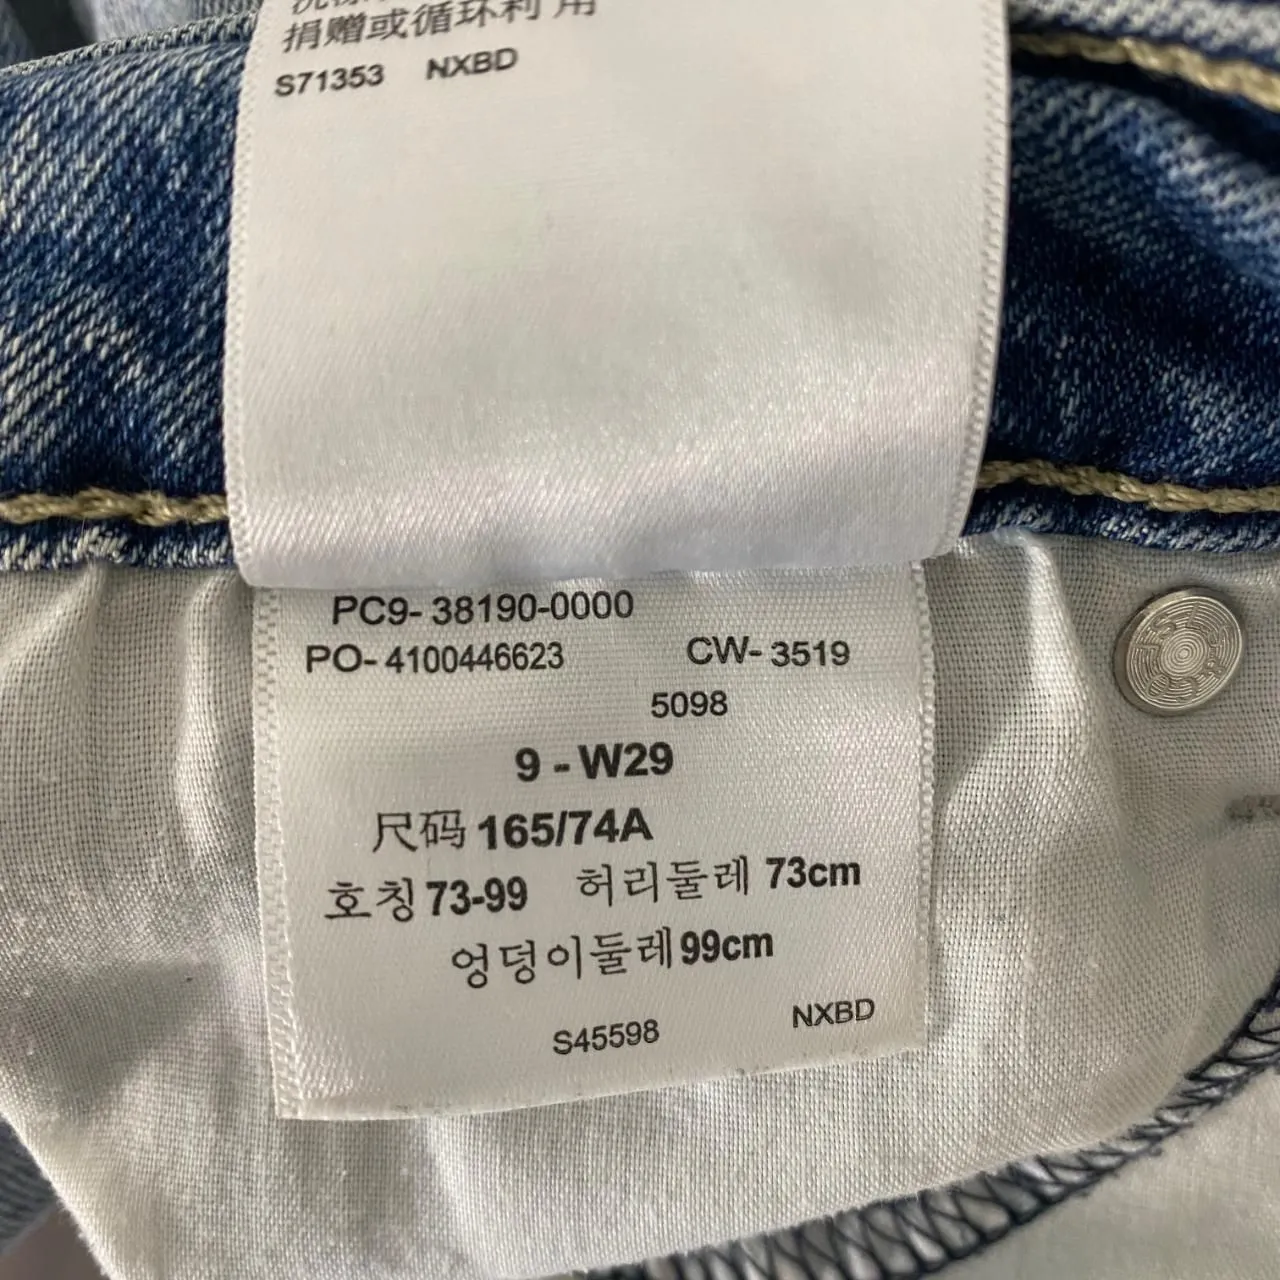 捐赠或循环利用
S71353 NXBD
PC9- 38190-0000
PO- 4100446623 CW- 3519
5098
9 - W29
尺码 165/74A
호칭 73-99 허리둘레 73cm
엉덩이둘레 99cm
S45598 NXBD